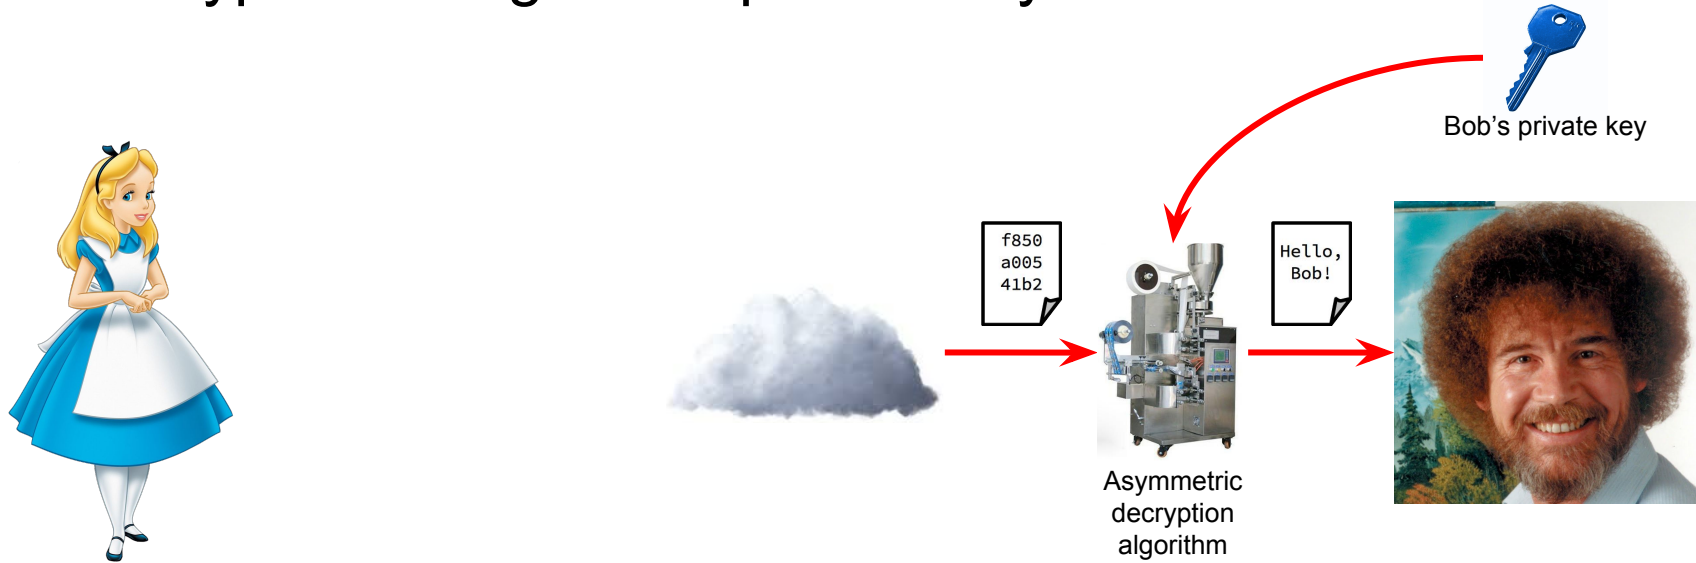 Bob's private key
f850
a005
41b2
Hello,
Bob!
Asymmetric
decryption
algorithm